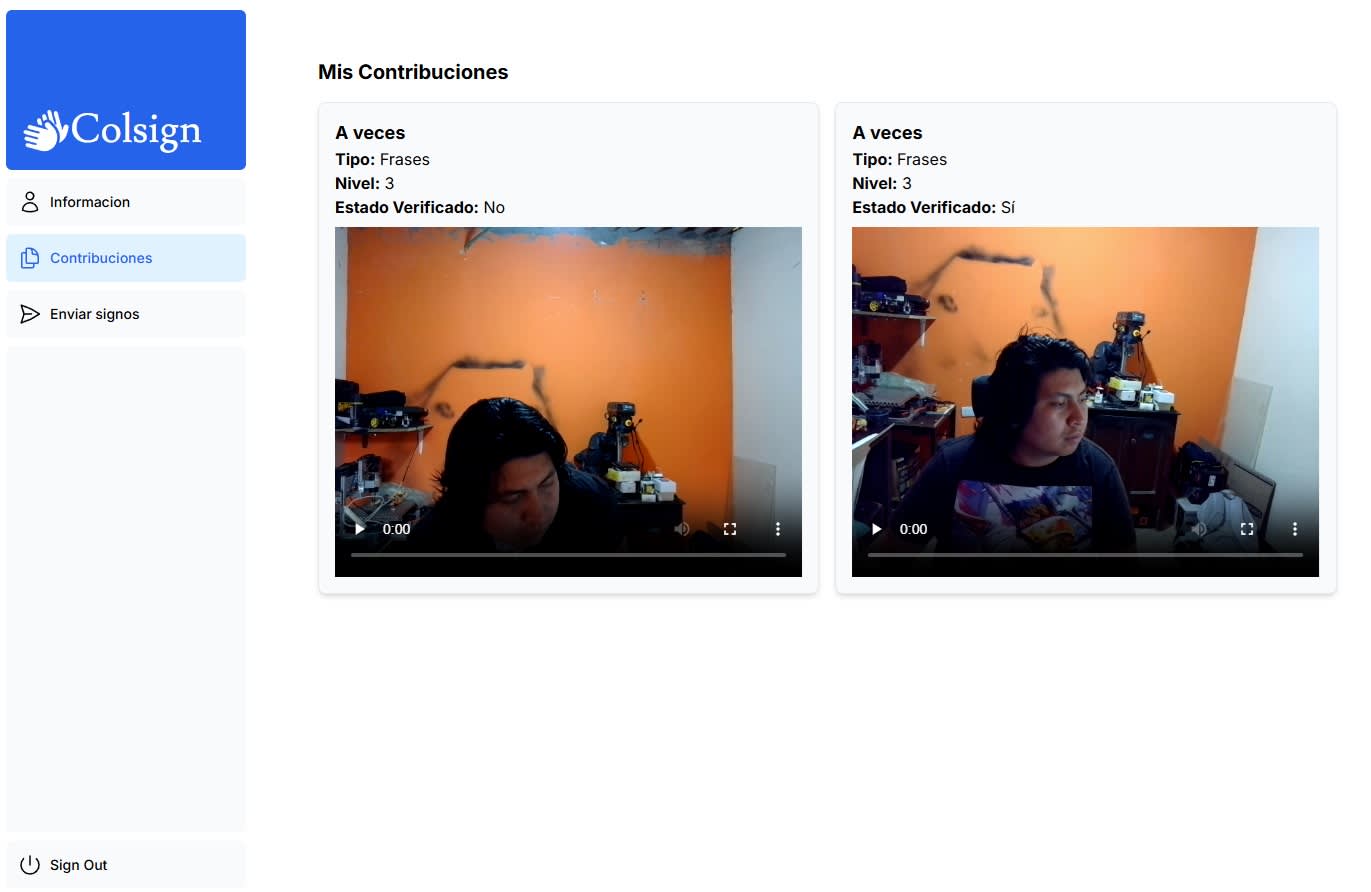 Colsign
Informacion
Contribuciones
Enviar signos
Sign Out
Mis Contribuciones
A veces
Tipo: Frases
Nivel: 3
Estado Verificado: No
0:00
A veces
Tipo: Frases
Nivel: 3
Estado Verificado: Sí
0:00